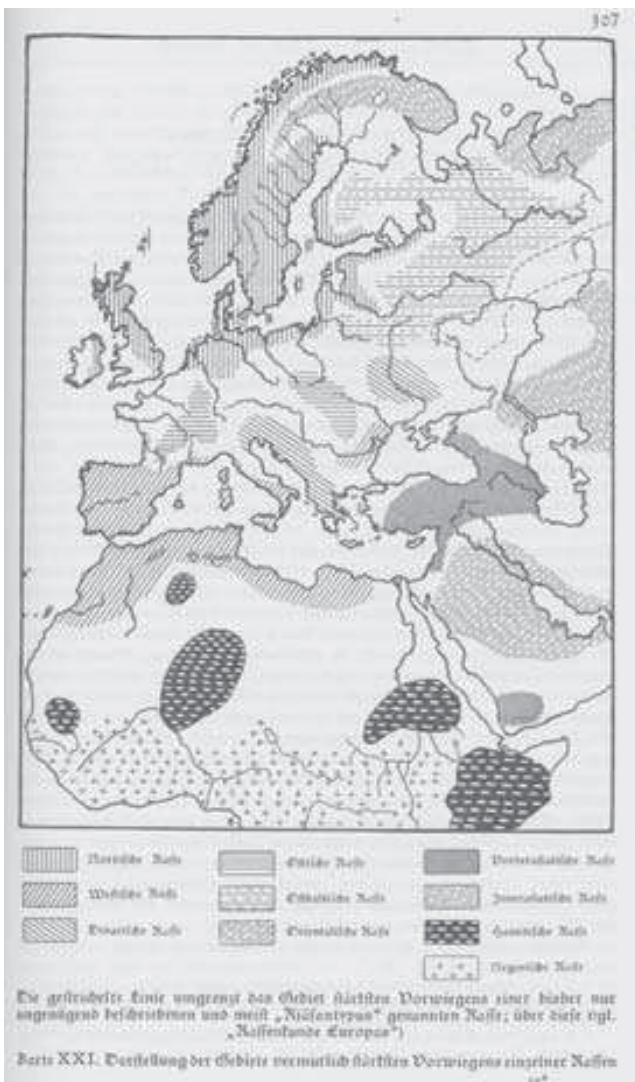 307
Nordische Rasse
Westliche Rasse
Dinarische Rasse
Ostische Rasse
Ostbaltische Rasse
Orientalische Rasse
Vorderasiatische Rasse
Innerasiatische Rasse
Hamitische Rasse
Negerische Rasse
Die gestrichelte Linie umgrenzt das Gebiet stärksten Vorwiegens einer bisher nur
ungenügend beschriebenen und meist „Riäsantypus“ genannten Rasse; über diese vgl.
„Rassenkunde Europas“)
Karte XXI. Darstellung der Gebiete vermutlich stärksten Vorwiegens einzelner Rassen